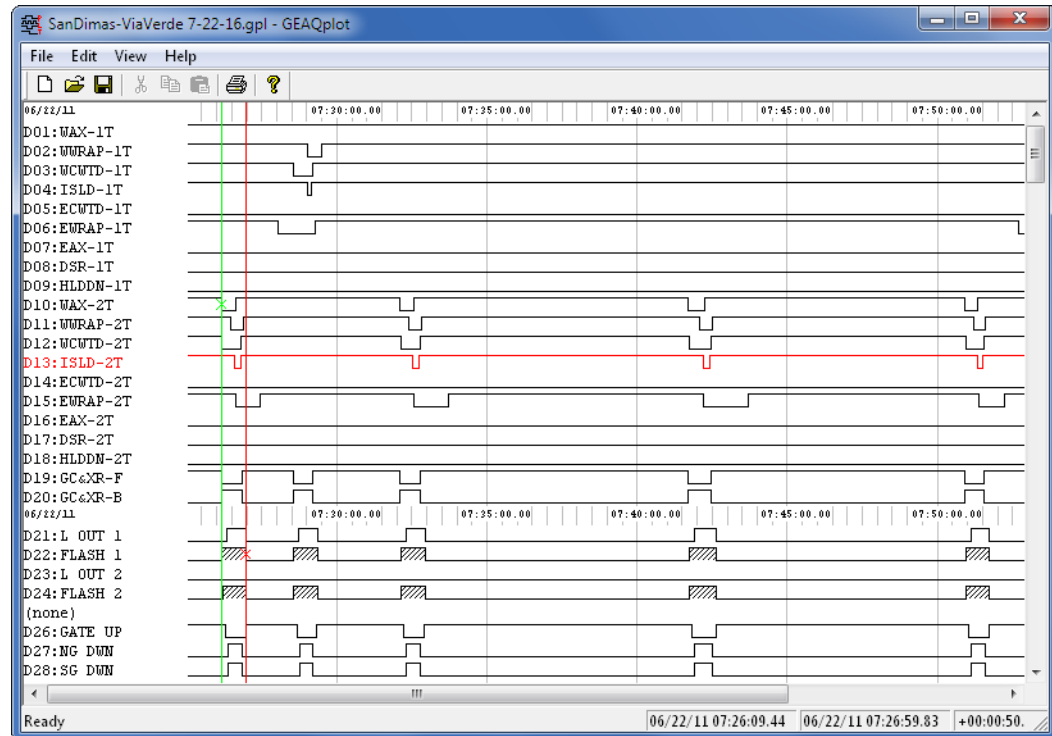 SanDimas-ViaVerde 7-22-16.gpl - GEAQplot
File Edit View Help
06/22/11 07:30:00.00 07:35:00.00 07:40:00.00 07:45:00.00 07:50:00.00
D01:WAX-1T
D02:WWRAP-1T
D03:WCWTD-1T
D04:ISLD-1T
D05:ECWTD-1T
D06:EWRAP-1T
D07:EAX-1T
D08:DSR-1T
D09:HLDDN-1T
D10:WAX-2T
D11:WWRAP-2T
D12:WCWTD-2T
D13:ISLD-2T
D14:ECWTD-2T
D15:EWRAP-2T
D16:EAX-2T
D17:DSR-2T
D18:HLDDN-2T
D19:GC&XR-F
D20:GC&XR-B
06/22/11 07:30:00.00 07:35:00.00 07:40:00.00 07:45:00.00 07:50:00.00
D21:L OUT 1
D22:FLASH 1
D23:L OUT 2
D24:FLASH 2
(none)
D26:GATE UP
D27:NG DWN
D28:SG DWN
Ready 06/22/11 07:26:09.44 06/22/11 07:26:59.83 +00:00:50.